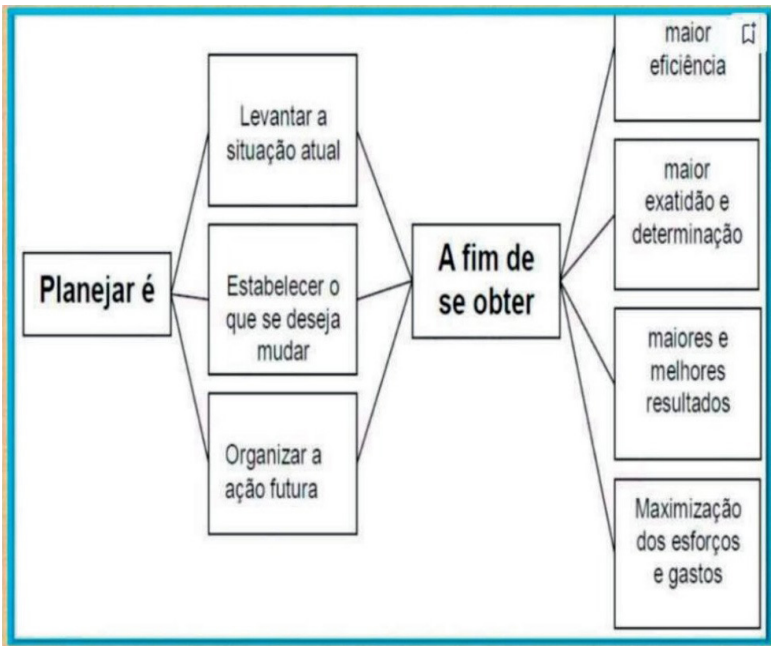 Planejar é
Levantar a
situação atual
Estabelecer o
que se deseja
mudar
Organizar a
ação futura
A fim de
se obter
maior
eficiência
maior
exatidão e
determinação
maiores e
melhores
resultados
Maximização
dos esforços
e gastos